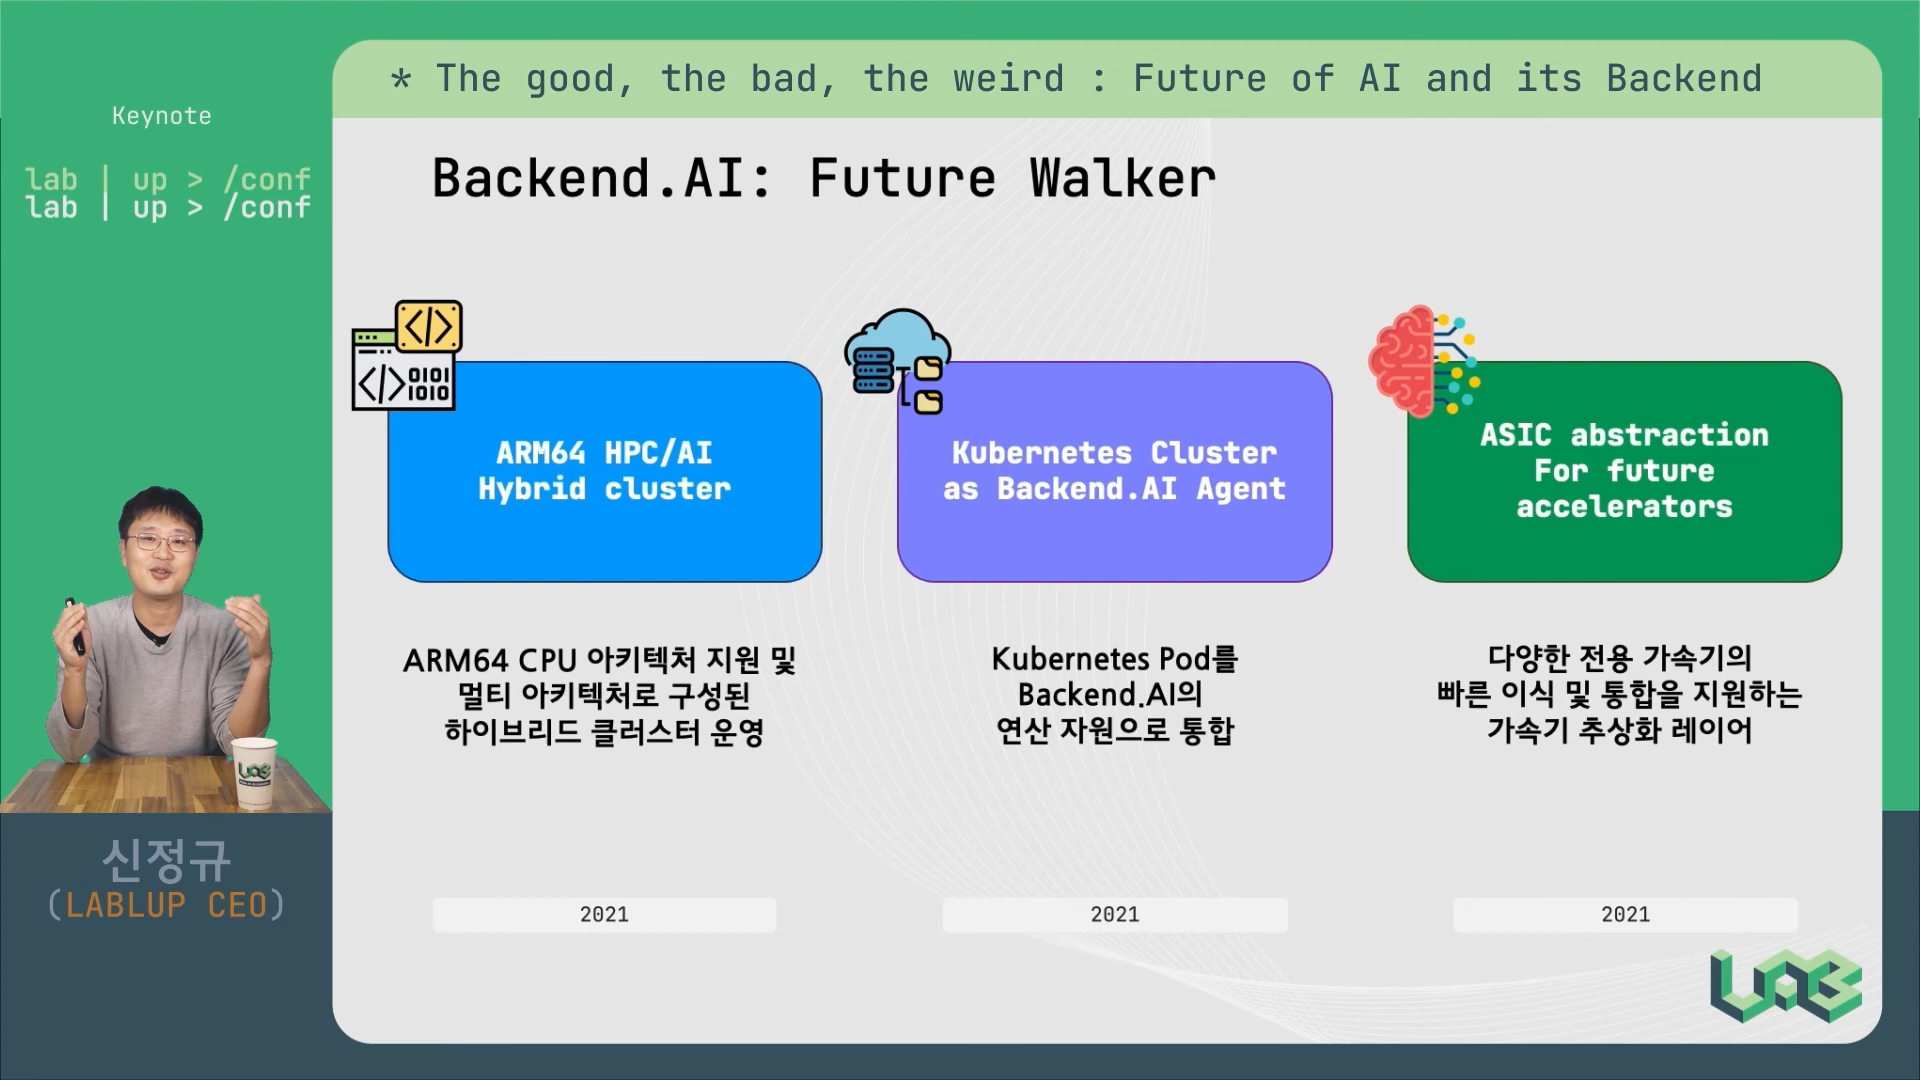 Keynote
lab | up > /conf
lab | up > /conf
* The good, the bad, the weird : Future of AI and its Backend
Backend.AI: Future Walker
</>
</> 0101
1010
ARM64 HPC/AI
Hybrid cluster
ARM64 CPU 아키텍처 지원 및
멀티 아키텍처로 구성된
하이브리드 클러스터 운영
2021
Kubernetes Cluster
as Backend.AI Agent
Kubernetes Pod를
Backend.AI의
연산 자원으로 통합
2021
ASIC abstraction
For future
accelerators
다양한 전용 가속기의
빠른 이식 및 통합을 지원하는
가속기 추상화 레이어
2021
LAB
신정규
(LABLUP CEO)
LAB